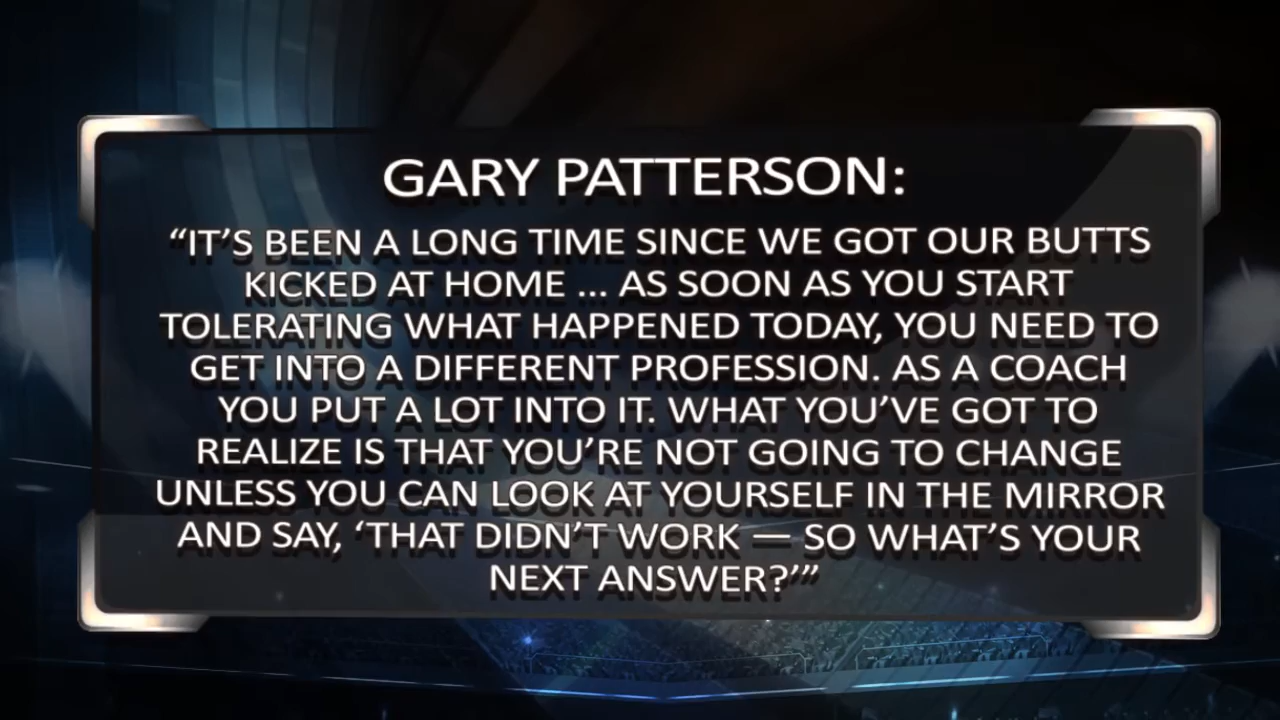 GARY PATTERSON:
“IT’S BEEN A LONG TIME SINCE WE GOT OUR BUTTS
KICKED AT HOME ... AS SOON AS YOU START
TOLERATING WHAT HAPPENED TODAY, YOU NEED TO
GET INTO A DIFFERENT PROFESSION. AS A COACH
YOU PUT A LOT INTO IT. WHAT YOU’VE GOT TO
REALIZE IS THAT YOU’RE NOT GOING TO CHANGE
UNLESS YOU CAN LOOK AT YOURSELF IN THE MIRROR
AND SAY, ‘THAT DIDN’T WORK — SO WHAT’S YOUR
NEXT ANSWER?’”